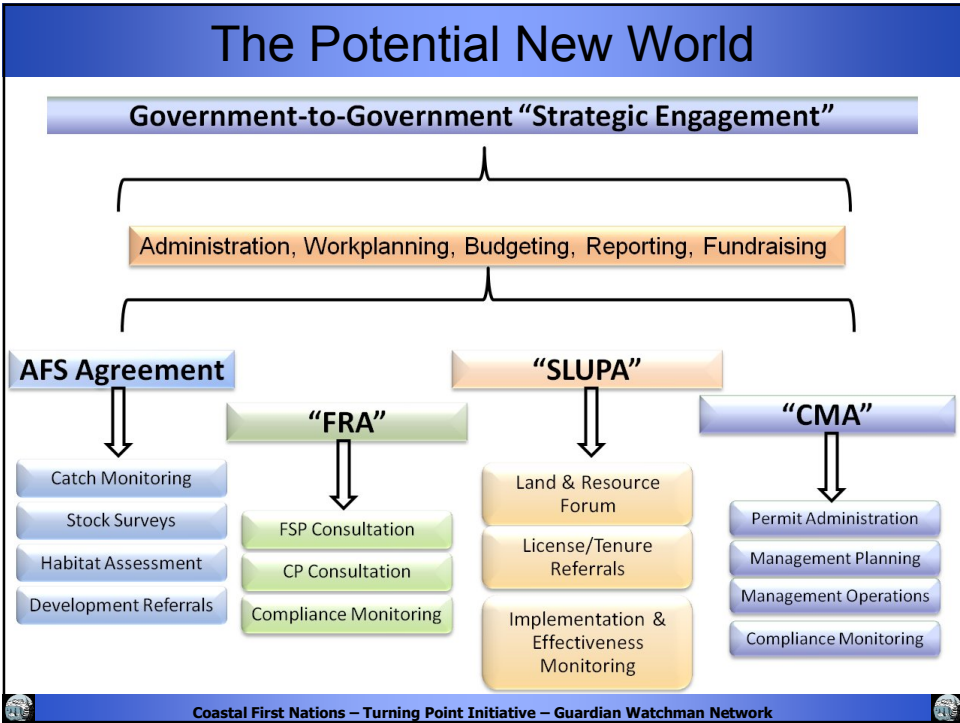 The Potential New World
Government-to-Government “Strategic Engagement”
Administration, Workplanning, Budgeting, Reporting, Fundraising
AFS Agreement
Catch Monitoring
Stock Surveys
Habitat Assessment
Development Referrals
“FRA”
FSP Consultation
CP Consultation
Compliance Monitoring
“SLUPA”
Land & Resource
Forum
License/Tenure
Referrals
Implementation &
Effectiveness
Monitoring
“CMA”
Permit Administration
Management Planning
Management Operations
Compliance Monitoring
Coastal First Nations – Turning Point Initiative – Guardian Watchman Network